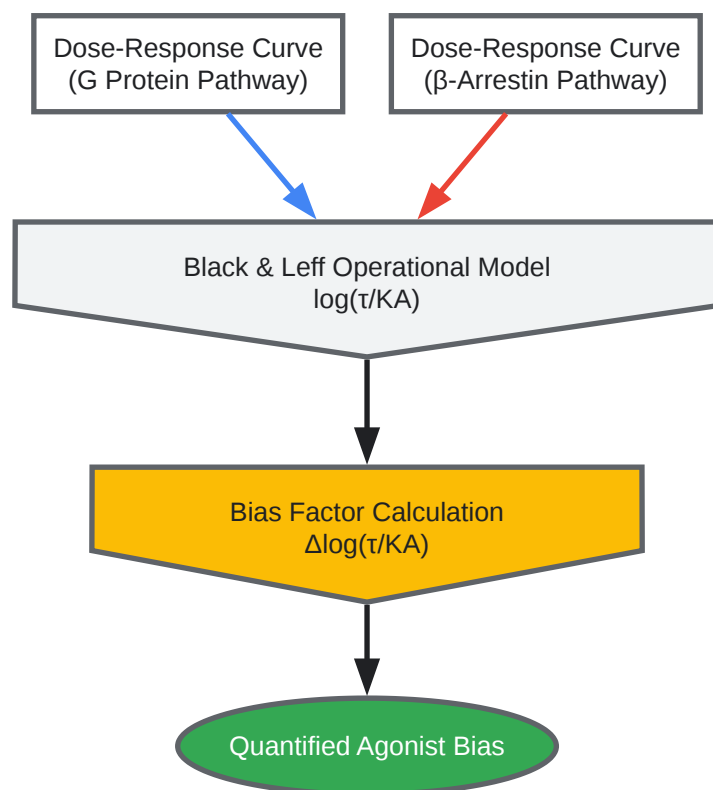 Dose-Response Curve
(G Protein Pathway)
Dose-Response Curve
(β-Arrestin Pathway)
Black & Leff Operational Model
log(τ/KA)
Bias Factor Calculation
Δlog(τ/KA)
Quantified Agonist Bias